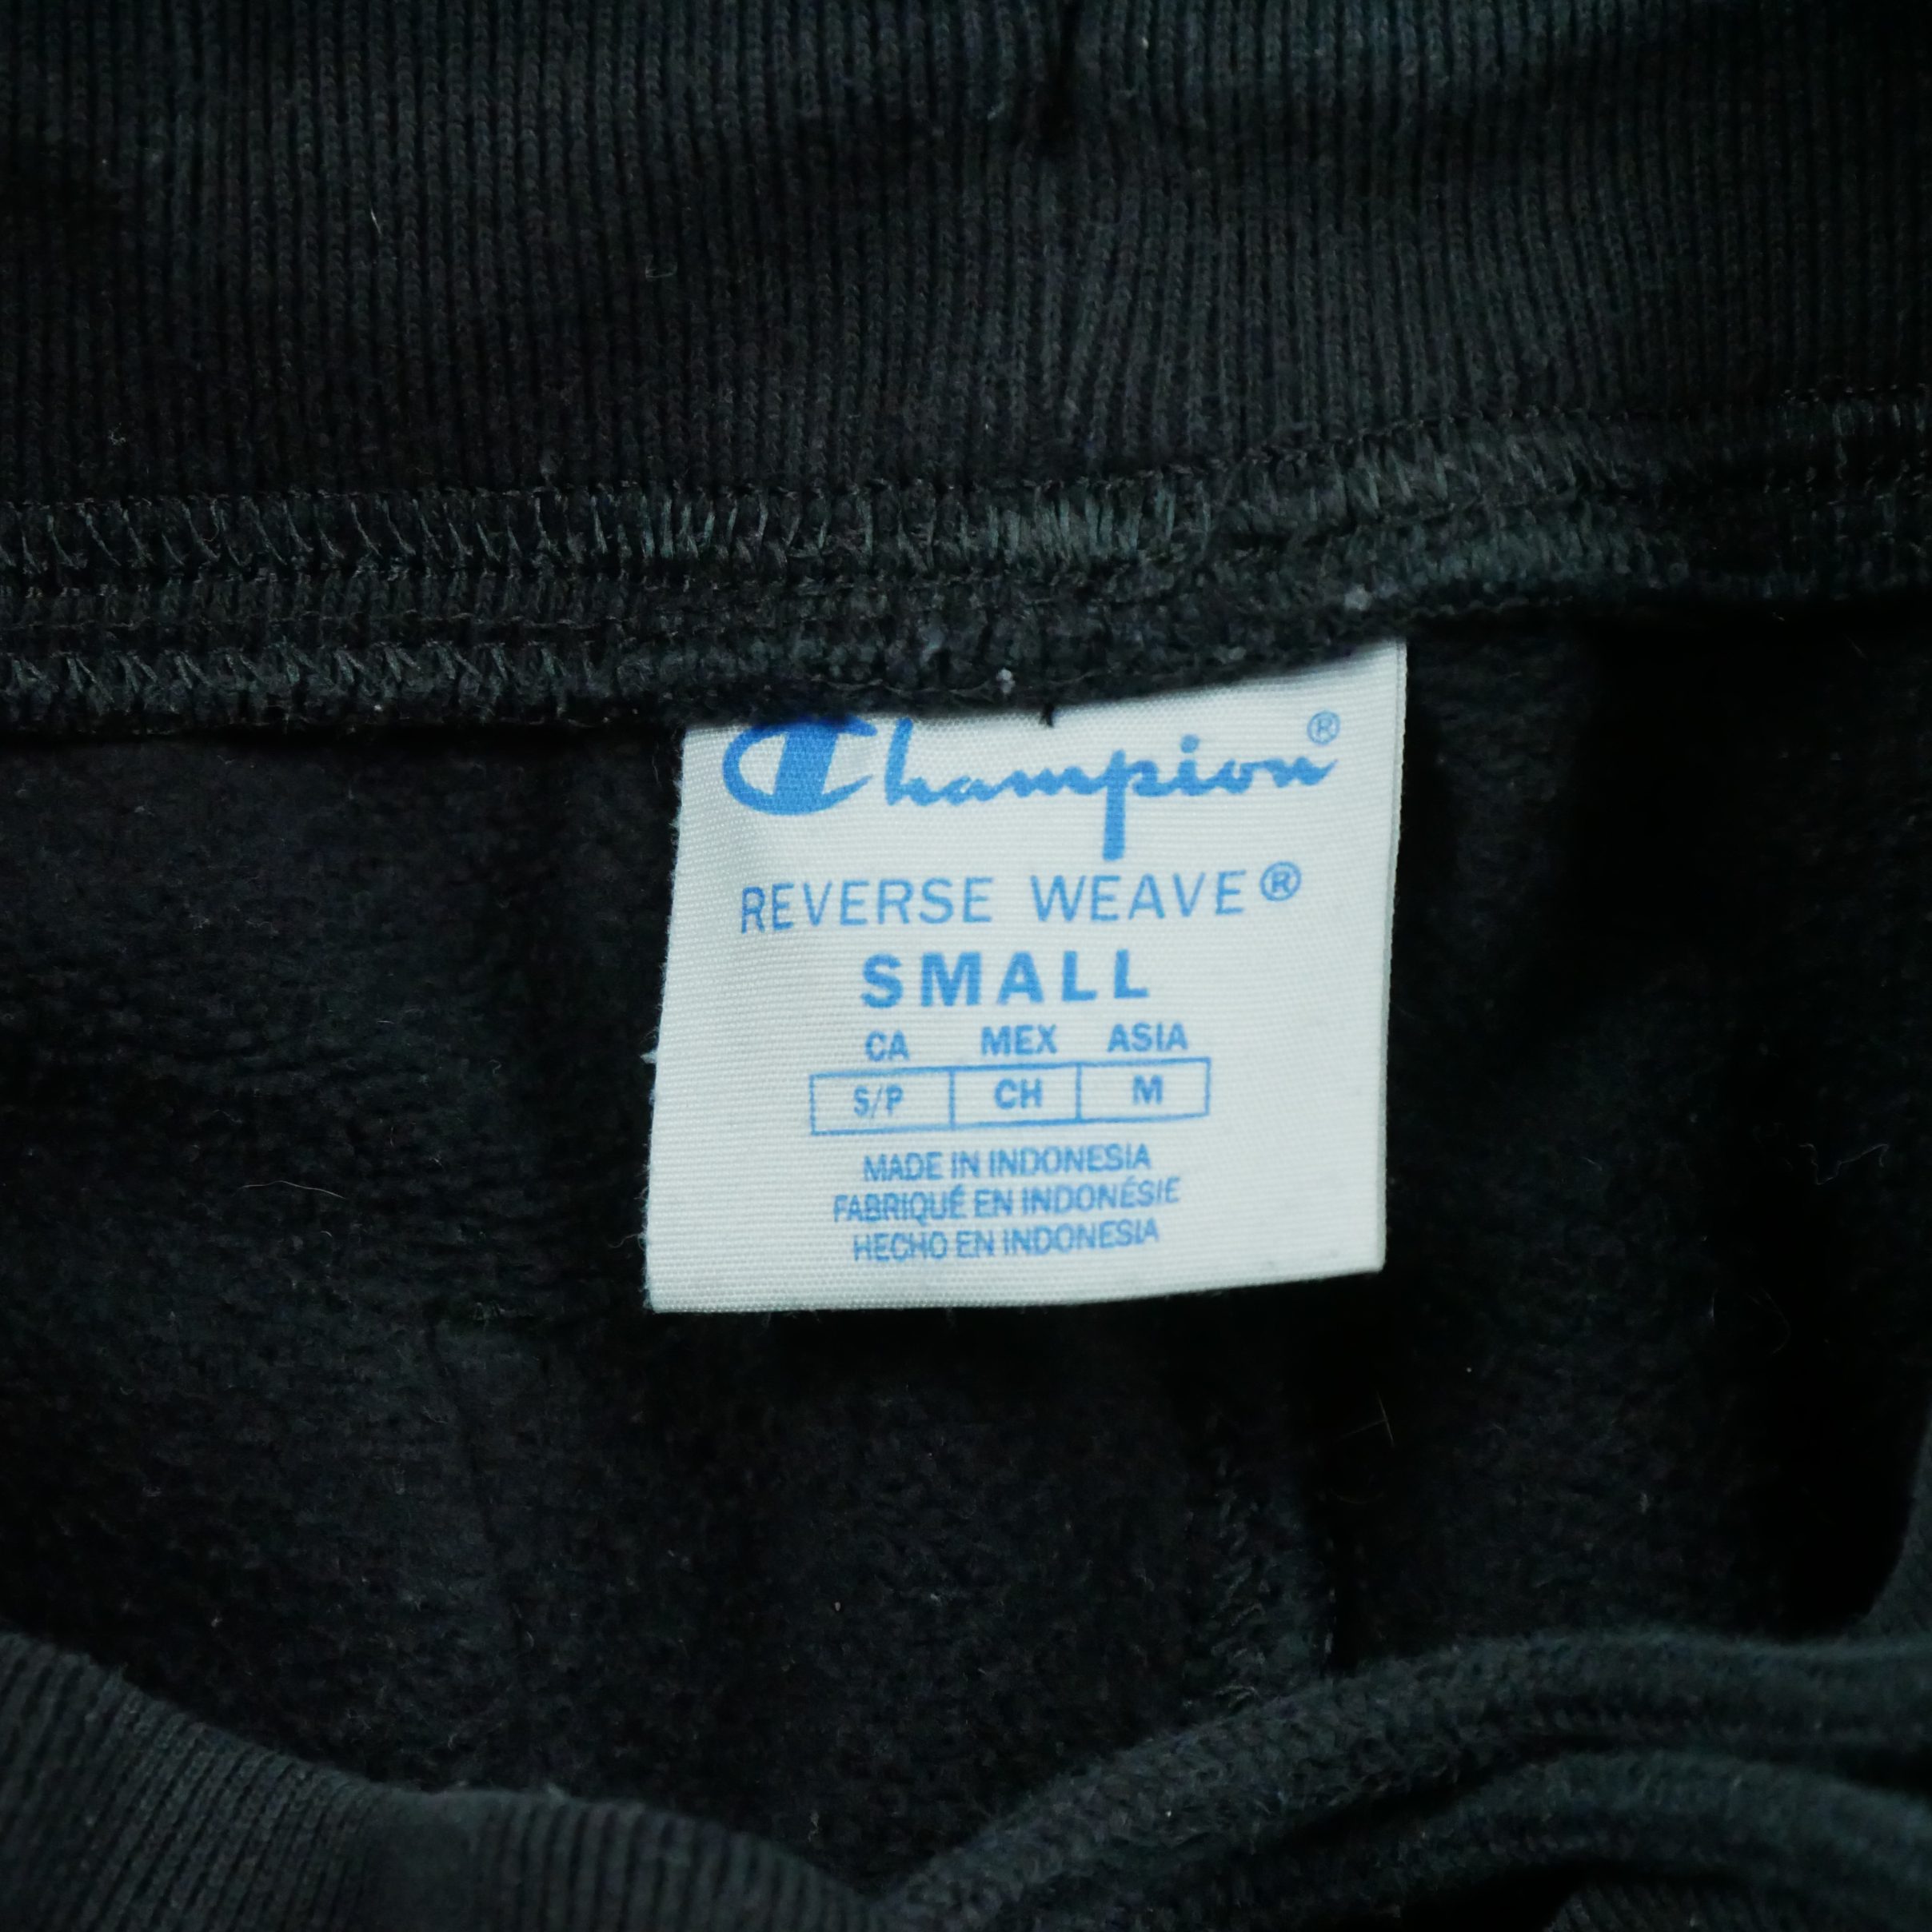 Champion®
REVERSE WEAVE®
SMALL
CA MEX ASIA
S/P CH M
MADE IN INDONESIA
FABRIQUÉ EN INDONÉSIE
HECHO EN INDONESIA